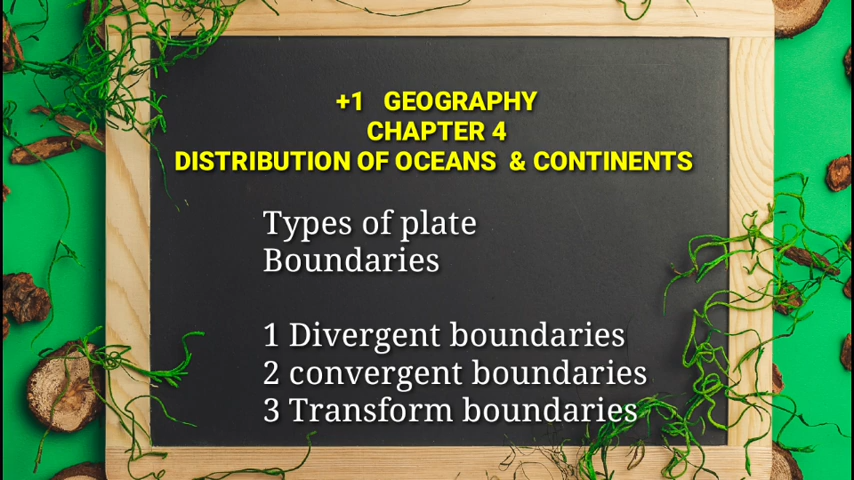 +1 GEOGRAPHY
CHAPTER 4
DISTRIBUTION OF OCEANS & CONTINENTS
Types of plate
Boundaries
1 Divergent boundaries
2 convergent boundaries
3 Transform boundaries